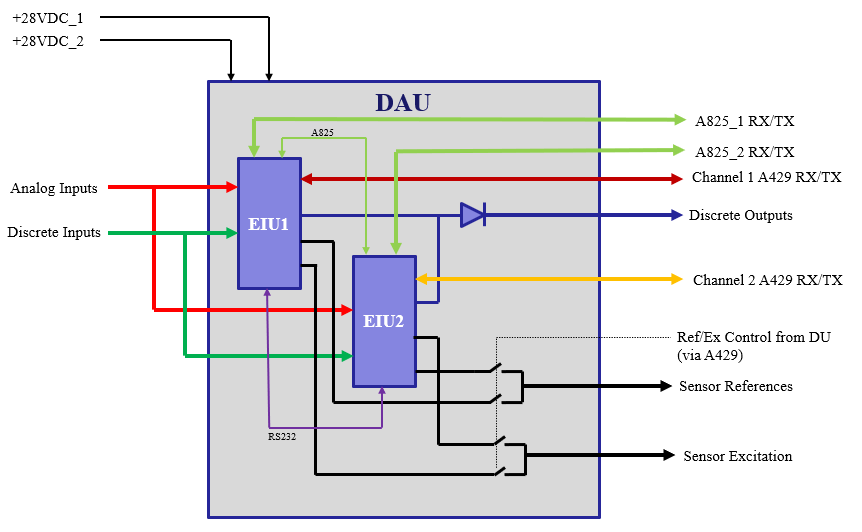 +28VDC_1
+28VDC_2
DAU
A825_1 RX/TX
A825
A825_2 RX/TX
Channel 1 A429 RX/TX
Analog Inputs
Discrete Outputs
EIU1
Discrete Inputs
Channel 2 A429 RX/TX
EIU2
Ref/Ex Control from DU
(via A429)
Sensor References
RS232
Sensor Excitation